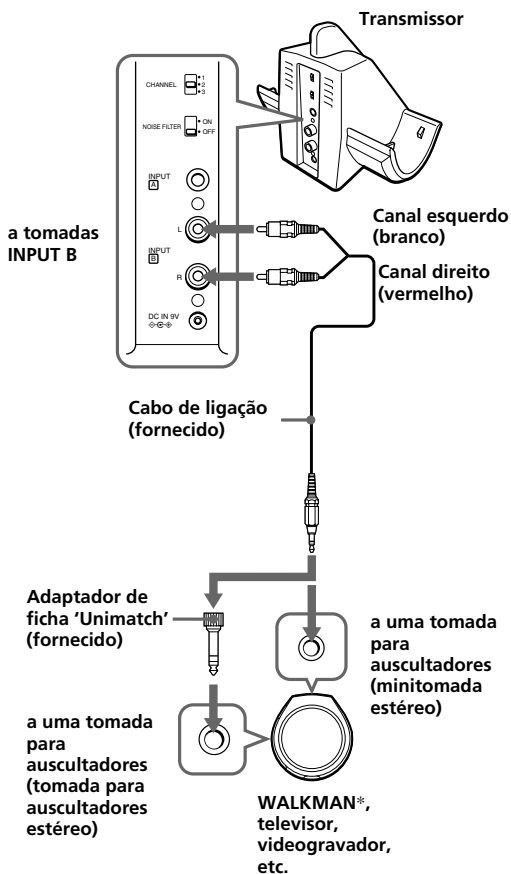 Transmissor
CHANNEL
1
2
3
NOISE FILTER
ON
OFF
INPUT
A
a tomadas
INPUT B
L
INPUT
B
R
DC IN 9V
Canal esquerdo
(branco)
Canal direito
(vermelho)
Cabo de ligação
(fornecido)
Adaptador de
ficha ‘Unimatch’
(fornecido)
a uma tomada
para
auscultadores
(minitomada
estéreo)
a uma tomada
para
auscultadores
(tomada para
auscultadores
estéreo)
WALKMAN*,
televisor,
videogravador,
etc.